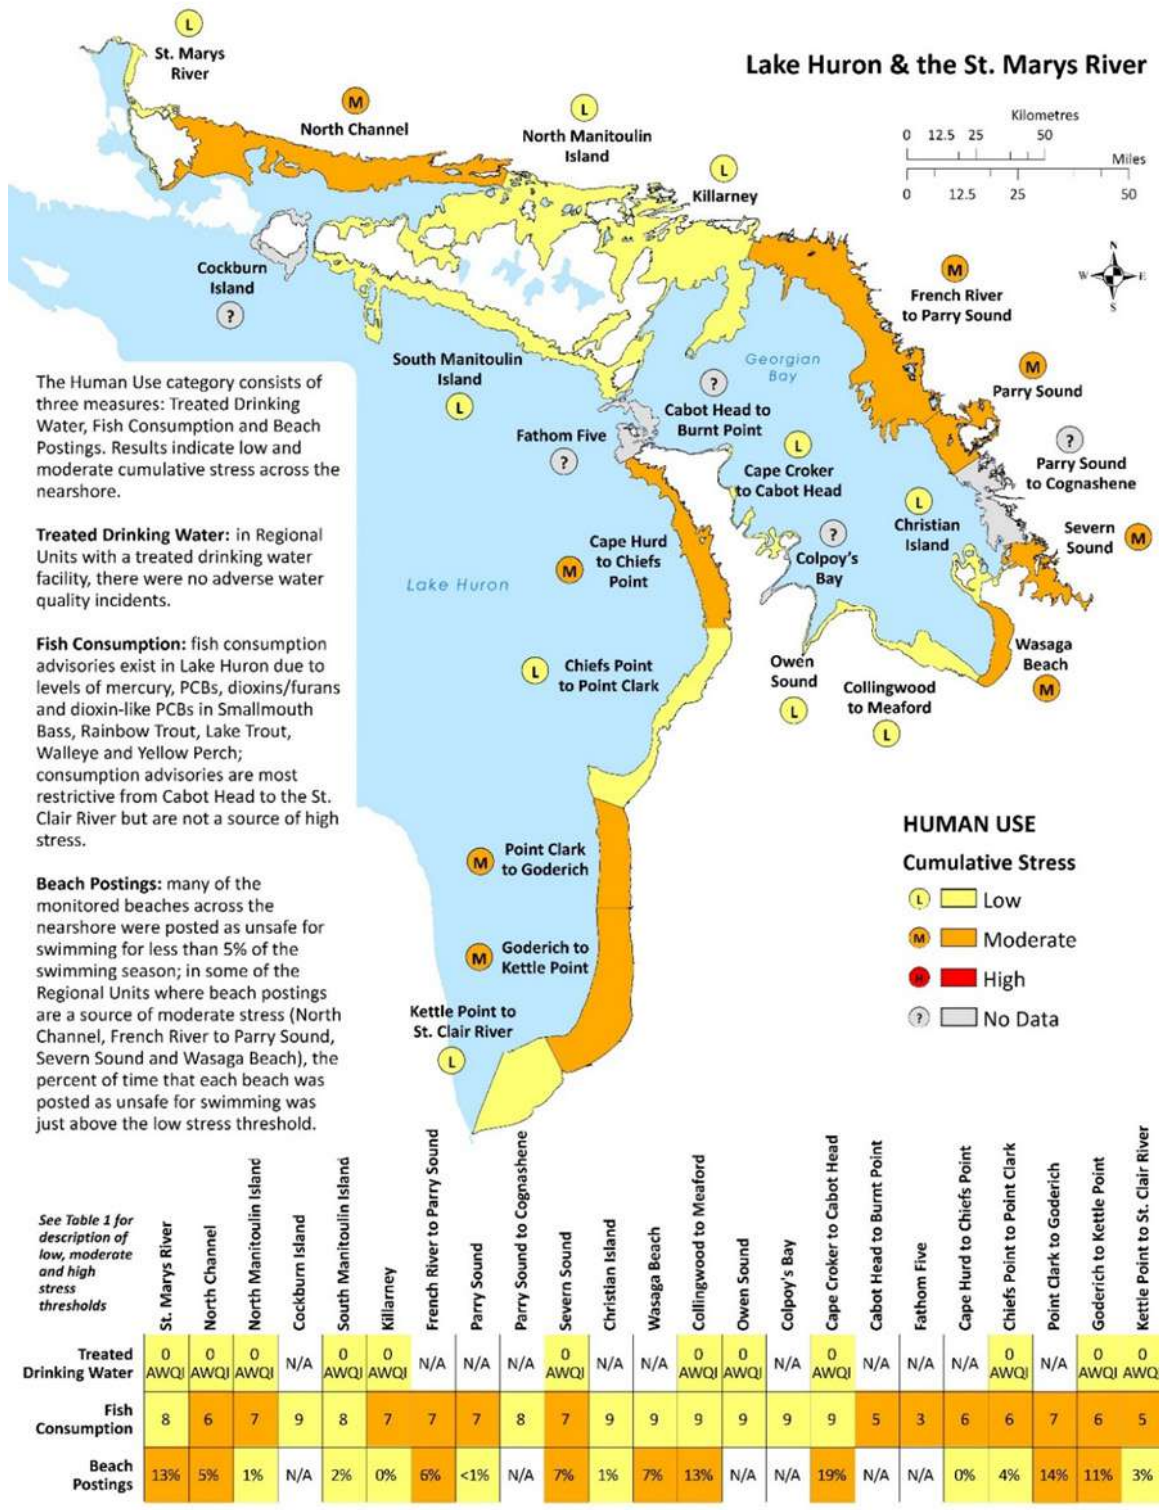 Lake Huron & the St. Marys River
Kilometres
0 12.5 25 50
Miles
0 12.5 25 50
N
W E
S
L
St. Marys
River
M
North Channel
L
North Manitoulin
Island
L
Killarney
Cockburn
Island
?
M
French River
to Parry Sound
South Manitoulin
Island
L
Georgian
Bay
?
Cabot Head to
Burnt Point
M
Parry Sound
Fathom Five
?
L
Cape Croker
to Cabot Head
?
Parry Sound
to Cognashene
L
Christian
Island
Severn
Sound
M
?
Colpoy's
Bay
Cape Hurd
to Chiefs
Point
M
Lake Huron
L
Chiefs Point
to Point Clark
Owen
Sound
L
Collingwood
to Meaford
L
Wasaga
Beach
M
M
Point Clark
to Goderich
M
Goderich to
Kettle Point
Kettle Point to
St. Clair River
L
The Human Use category consists of
three measures: Treated Drinking
Water, Fish Consumption and Beach
Postings. Results indicate low and
moderate cumulative stress across the
nearshore.
Treated Drinking Water: in Regional
Units with a treated drinking water
facility, there were no adverse water
quality incidents.
Fish Consumption: fish consumption
advisories exist in Lake Huron due to
levels of mercury, PCBs, dioxins/furans
and dioxin-like PCBs in Smallmouth
Bass, Rainbow Trout, Lake Trout,
Walleye and Yellow Perch;
consumption advisories are most
restrictive from Cabot Head to the St.
Clair River but are not a source of high
stress.
Beach Postings: many of the
monitored beaches across the
nearshore were posted as unsafe for
swimming for less than 5% of the
swimming season; in some of the
Regional Units where beach postings
are a source of moderate stress (North
Channel, French River to Parry Sound,
Severn Sound and Wasaga Beach), the
percent of time that each beach was
posted as unsafe for swimming was
just above the low stress threshold.
HUMAN USE
Cumulative Stress
L Low
M Moderate
H High
? No Data
See Table 1 for
description of
low, moderate
and high
stress
thresholds
St. Marys River
North Channel
North Manitoulin Island
Cockburn Island
South Manitoulin Island
Killarney
French River to Parry Sound
Parry Sound
Parry Sound to Cognashene
Severn Sound
Christian Island
Wasaga Beach
Collingwood to Meaford
Owen Sound
Colpoy's Bay
Cape Croker to Cabot Head
Cabot Head to Burnt Point
Fathom Five
Cape Hurd to Chiefs Point
Chiefs Point to Point Clark
Point Clark to Goderich
Goderich to Kettle Point
Kettle Point to St. Clair River
Treated 0 0 0 0 0 0 0 0 0 0 0 0
Drinking Water AWQI AWQI AWQI N/A AWQI AWQI N/A N/A N/A AWQI N/A N/A AWQI AWQI N/A AWQI N/A N/A N/A AWQI N/A AWQI AWQ
Fish
Consumption 8 6 7 9 8 7 7 7 8 7 9 9 9 9 9 9 5 3 6 6 7 6 5
Beach
Postings 13% 5% 1% N/A 2% 0% 6% <1% N/A 7% 1% 7% 13% N/A N/A 19% N/A N/A 0% 4% 14% 11% 3%